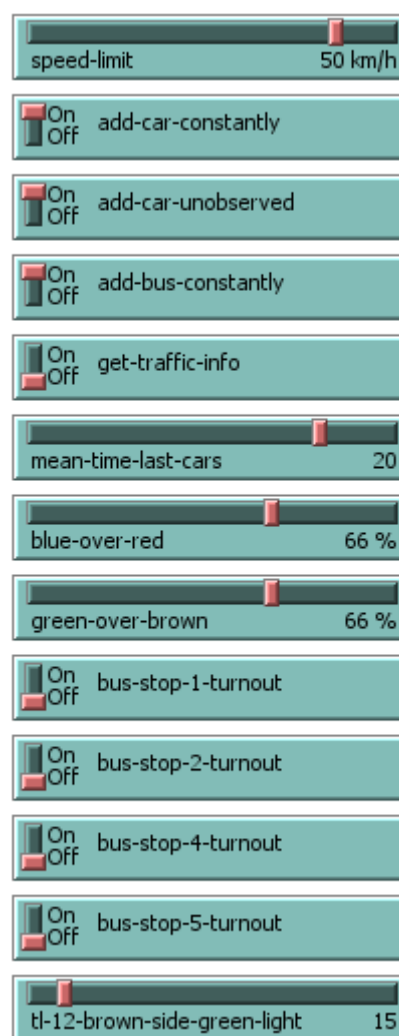 speed-limit 50 km/h
On
Off add-car-constantly
On
Off add-car-unobserved
On
Off add-bus-constantly
On
Off get-traffic-info
mean-time-last-cars 20
blue-over-red 66 %
green-over-brown 66 %
On
Off bus-stop-1-turnout
On
Off bus-stop-2-turnout
On
Off bus-stop-4-turnout
On
Off bus-stop-5-turnout
tl-12-brown-side-green-light 15